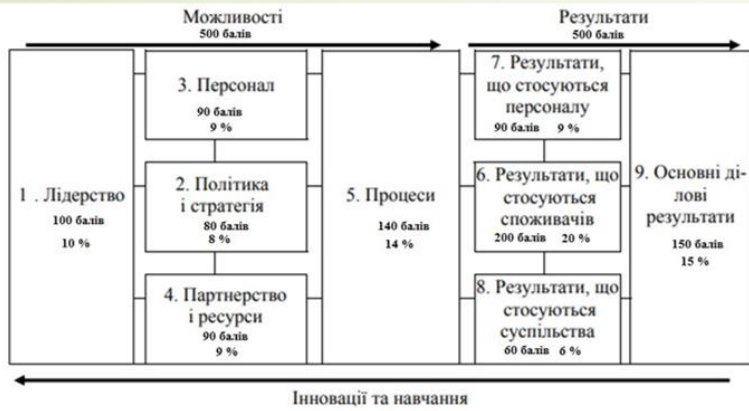 Можливості
500 балів
Результати
500 балів
1 . Лідерство
100 балів
10 %
3. Персонал
90 балів
9 %
2. Політика
і стратегія
80 балів
8 %
4. Партнерство
і ресурси
90 балів
9 %
5. Процеси
140 балів
14 %
7. Результати,
що стосуються
персоналу
90 балів 9 %
6. Результати, що
стосуються
споживачів
200 балів 20 %
8. Результати, що
стосуються
суспільства
60 балів 6 %
9. Основні ді-
лові
результати
150 балів
15 %
Інновації та навчання